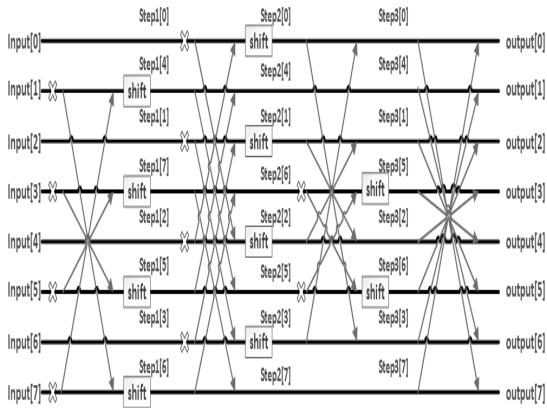 Step1[0] Step2[0] Step3[0]
Input[0] shift output[0]
Step1[4] Step2[4] Step3[4]
Input[1] shift output[1]
Step1[1] Step2[1] Step3[1]
Input[2] shift output[2]
Step1[7] Step2[6] Step3[5]
Input[3] shift shift output[3]
Step1[2] Step2[2] Step3[2]
Input[4] shift output[4]
Step1[5] Step2[5] Step3[6]
Input[5] shift shift output[5]
Step1[3] Step2[3] Step3[3]
Input[6] shift output[6]
Step1[6] Step2[7] Step3[7]
Input[7] shift output[7]